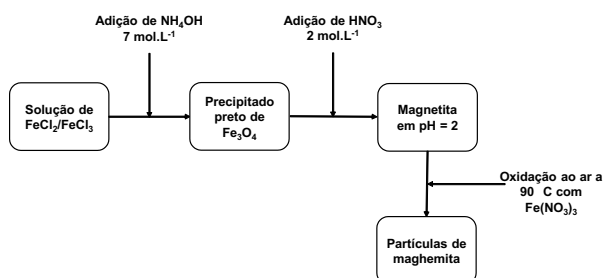 Adição de NH₄OH
7 mol.L⁻¹
Adição de HNO₃
2 mol.L⁻¹
Solução de
FeCl₂/FeCl₃
Precipitado
preto de
Fe₃O₄
Magnetita
em pH = 2
Oxidação ao ar a
90 C com
Fe(NO₃)₃
Partículas de
maghemita